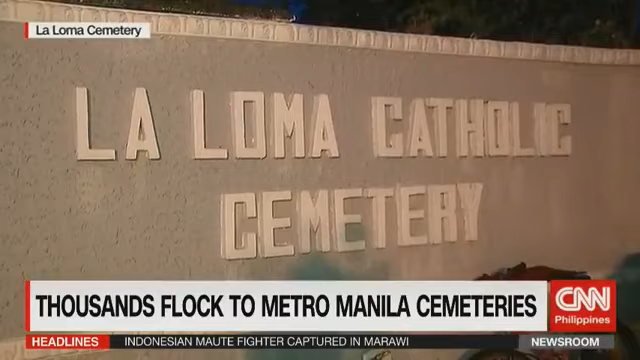 La Loma Cemetery
LA LOMA CATHOLIC
CEMETERY
THOUSANDS FLOCK TO METRO MANILA CEMETERIES
CNN
Philippines
HEADLINES
INDONESIAN MAUTE FIGHTER CAPTURED IN MARAWI
NEWSROOM